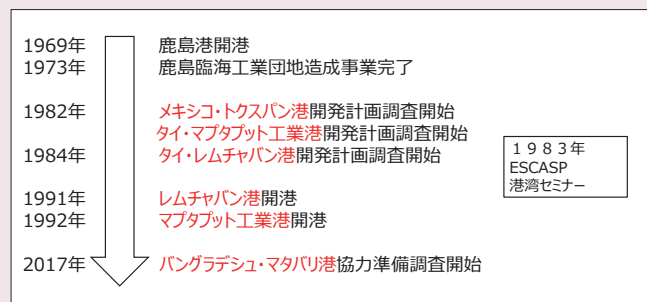 1969年 鹿島港開港
1973年 鹿島臨海工業団地造成事業完了
1982年 メキシコ・トクスパン港開発計画調査開始
タイ・マプタプット工業港開発計画調査開始
1984年 タイ・レムチャバン港開発計画調査開始
1983年
ESCASP
港湾セミナー
1991年 レムチャバン港開港
1992年 マプタプット工業港開港
2017年 バングラデシュ・マタバリ港協力準備調査開始